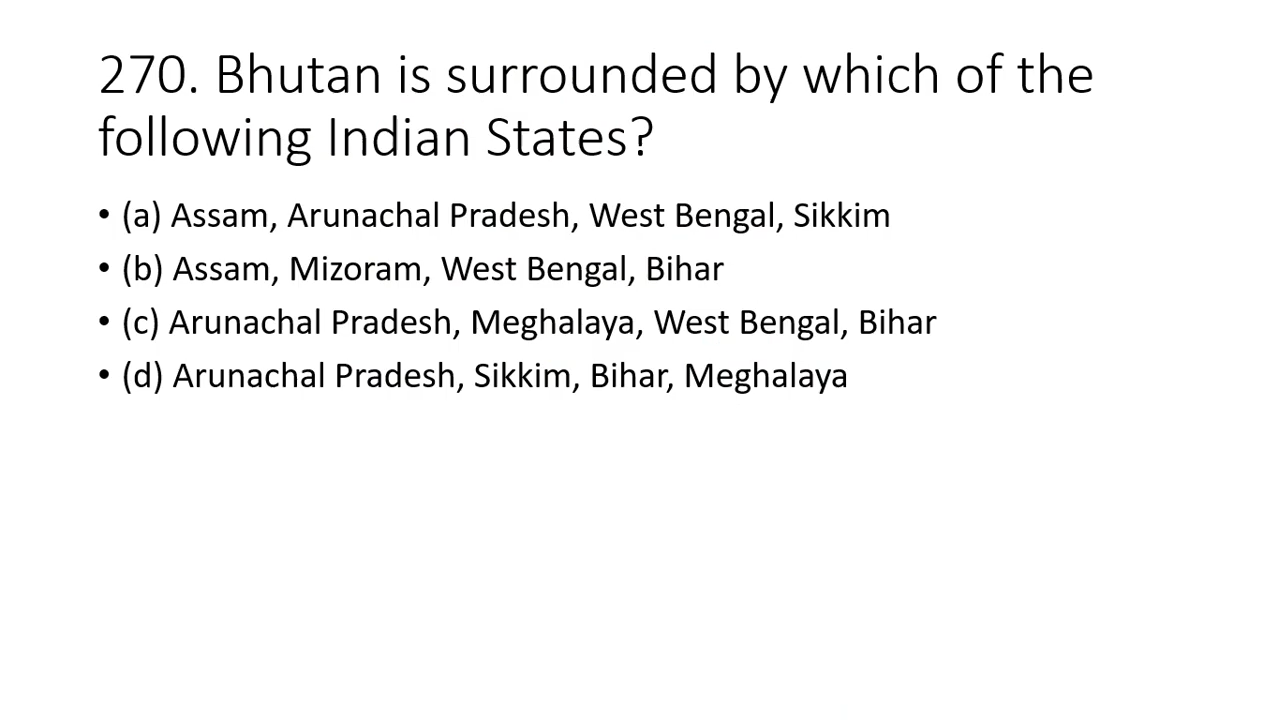 270. Bhutan is surrounded by which of the
following Indian States?
• (a) Assam, Arunachal Pradesh, West Bengal, Sikkim
• (b) Assam, Mizoram, West Bengal, Bihar
• (c) Arunachal Pradesh, Meghalaya, West Bengal, Bihar
• (d) Arunachal Pradesh, Sikkim, Bihar, Meghalaya